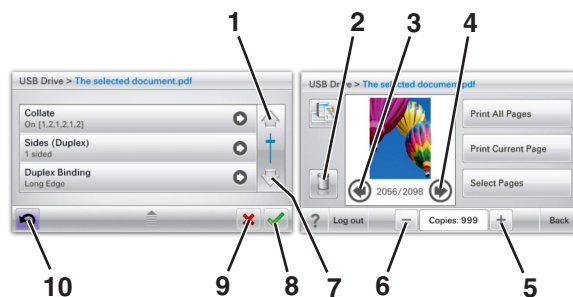 1
2
3
4
USB Drive > The selected document.pdf
Collate
On [1,2,1,2,1,2]
Sides (Duplex)
1 sided
Duplex Binding
Long Edge
USB Drive > The selected document.pdf
Print All Pages
Print Current Page
Select Pages
2056/2098
? Log out
Copies: 999
Back
10
9
8
7
6
5